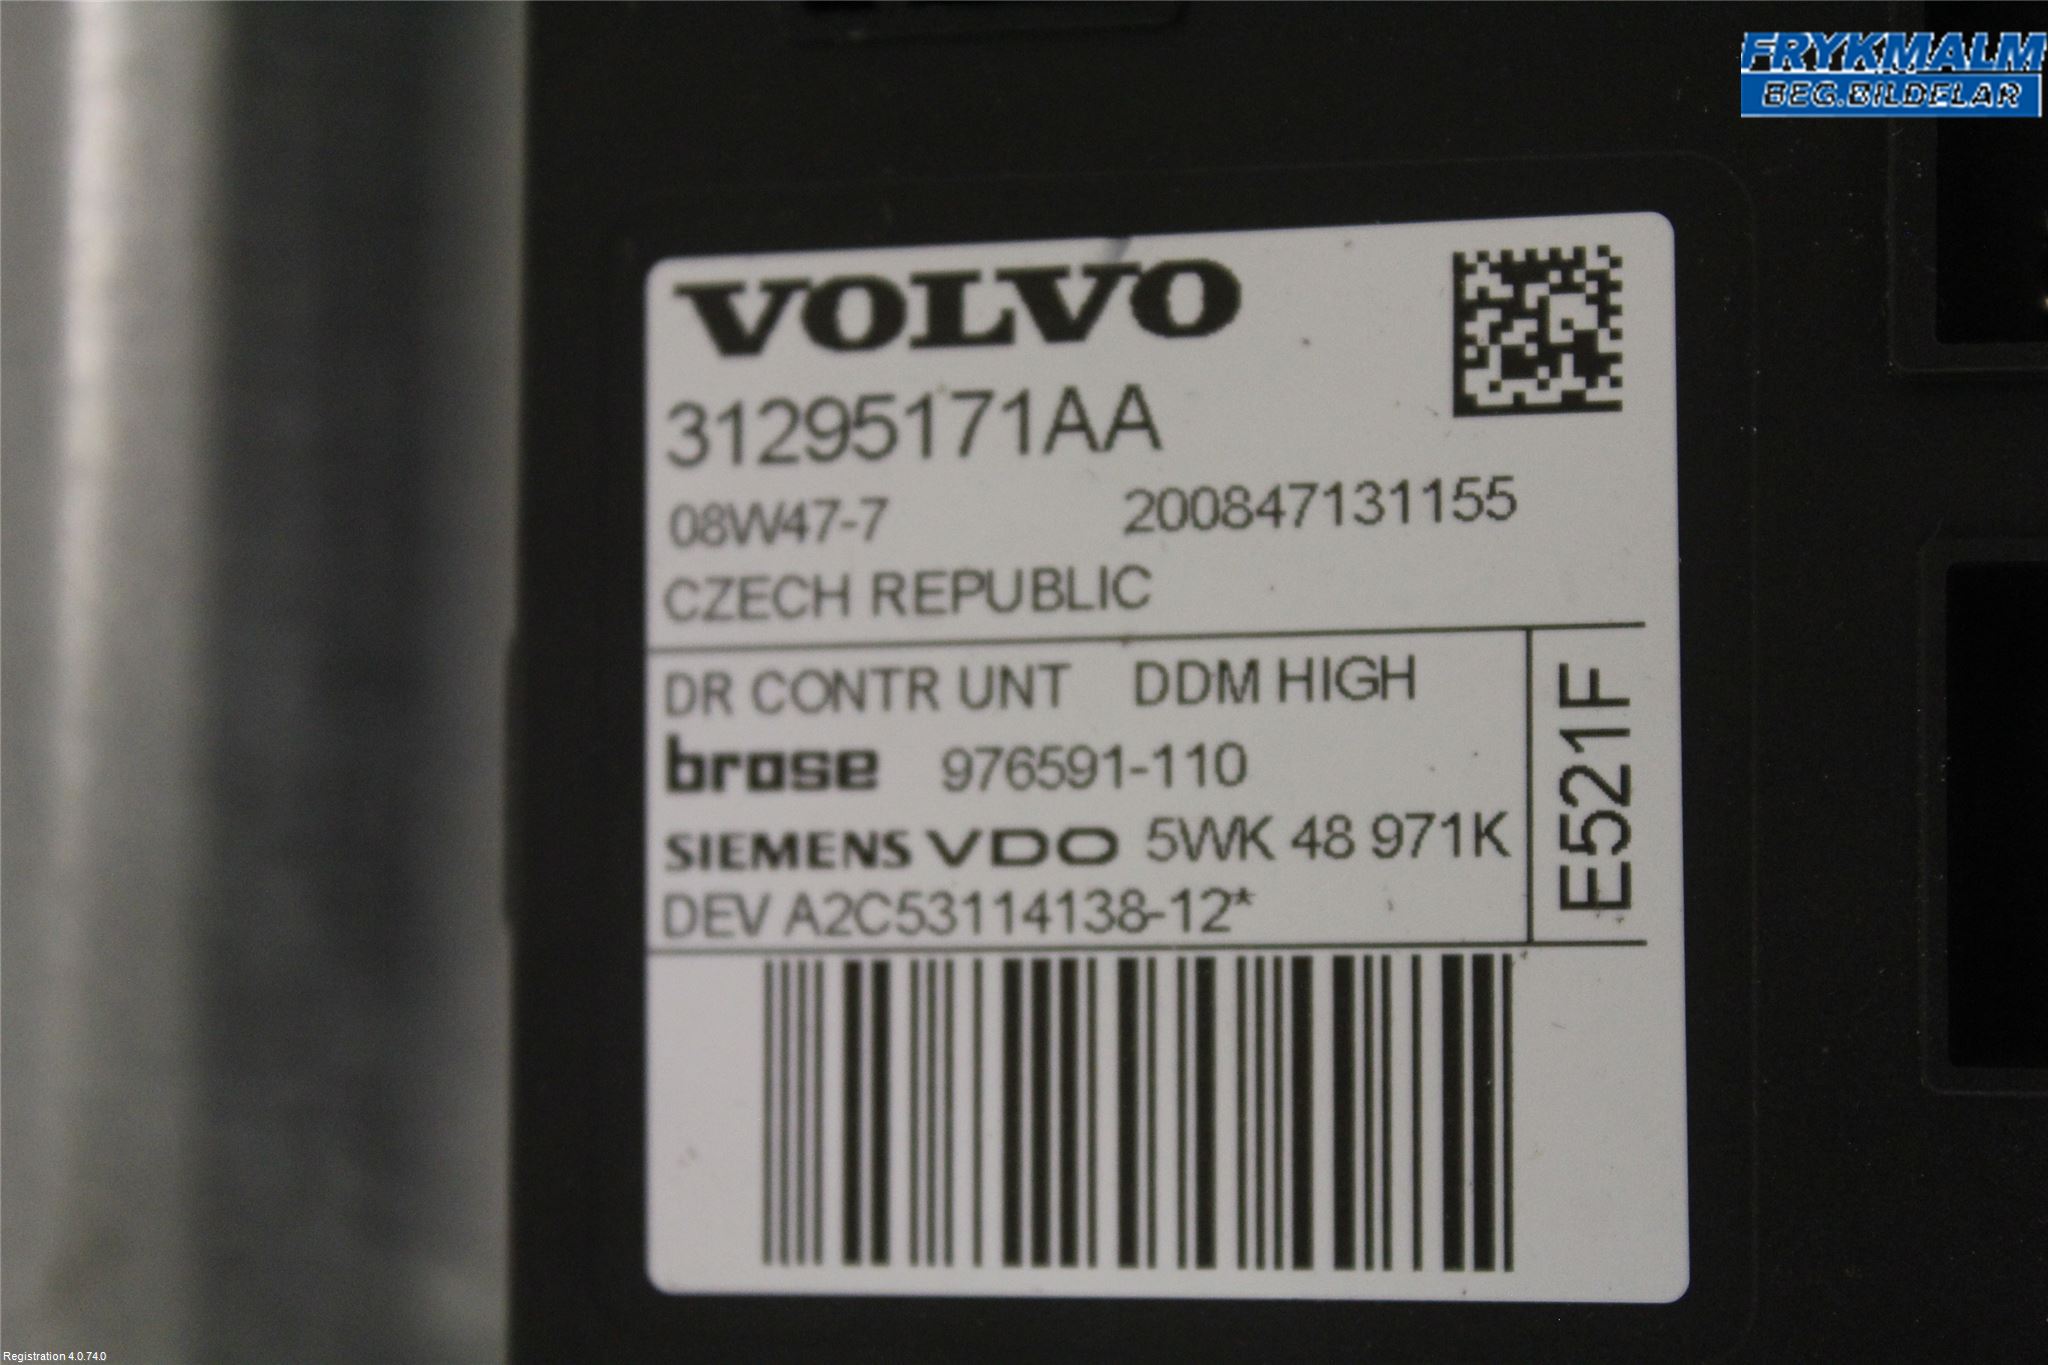 FRYKMALM
BEG.BILDELAR
VOLVO
31295171AA
08W47-7 200847131155
CZECH REPUBLIC
DR CONTR UNT DDM HIGH
brose 976591-110
SIEMENS VDO 5WK 48 971K
DEV A2C53114138-12*
E521F
Registration 4.0.74.0